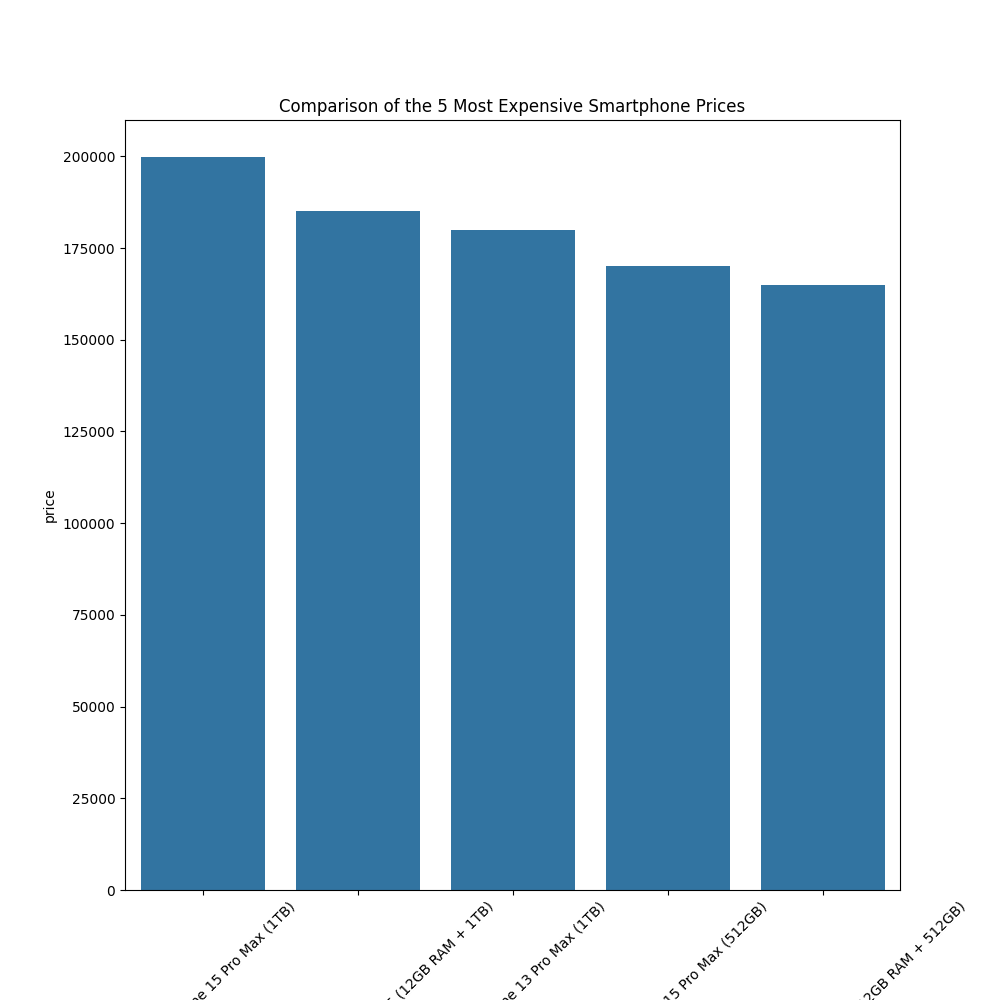 Comparison of the 5 Most Expensive Smartphone Prices
200000
175000
150000
125000
100000
75000
50000
25000
0
price
15 Pro Max (1TB)
(12GB RAM + 1TB)
13 Pro Max (1TB)
15 Pro Max (512GB)
RAM + 512GB)